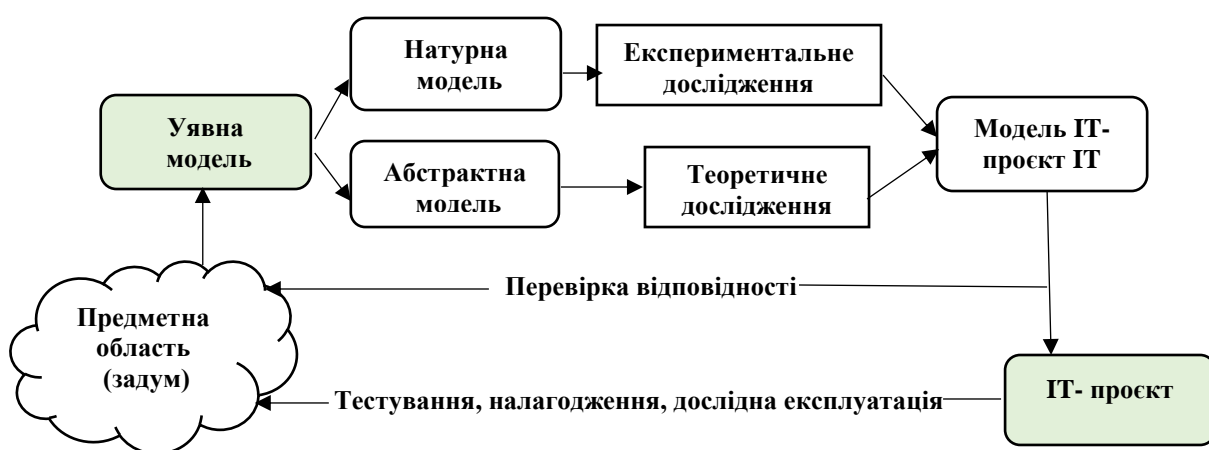 Натурна
модель
Експериментальне
дослідження
Уявна
модель
Модель ІТ-
проєкт ІТ
Абстрактна
модель
Теоретичне
дослідження
Перевірка відповідності
Предметна
область
(задум)
Тестування, налагодження, дослідна експлуатація
ІТ- проєкт